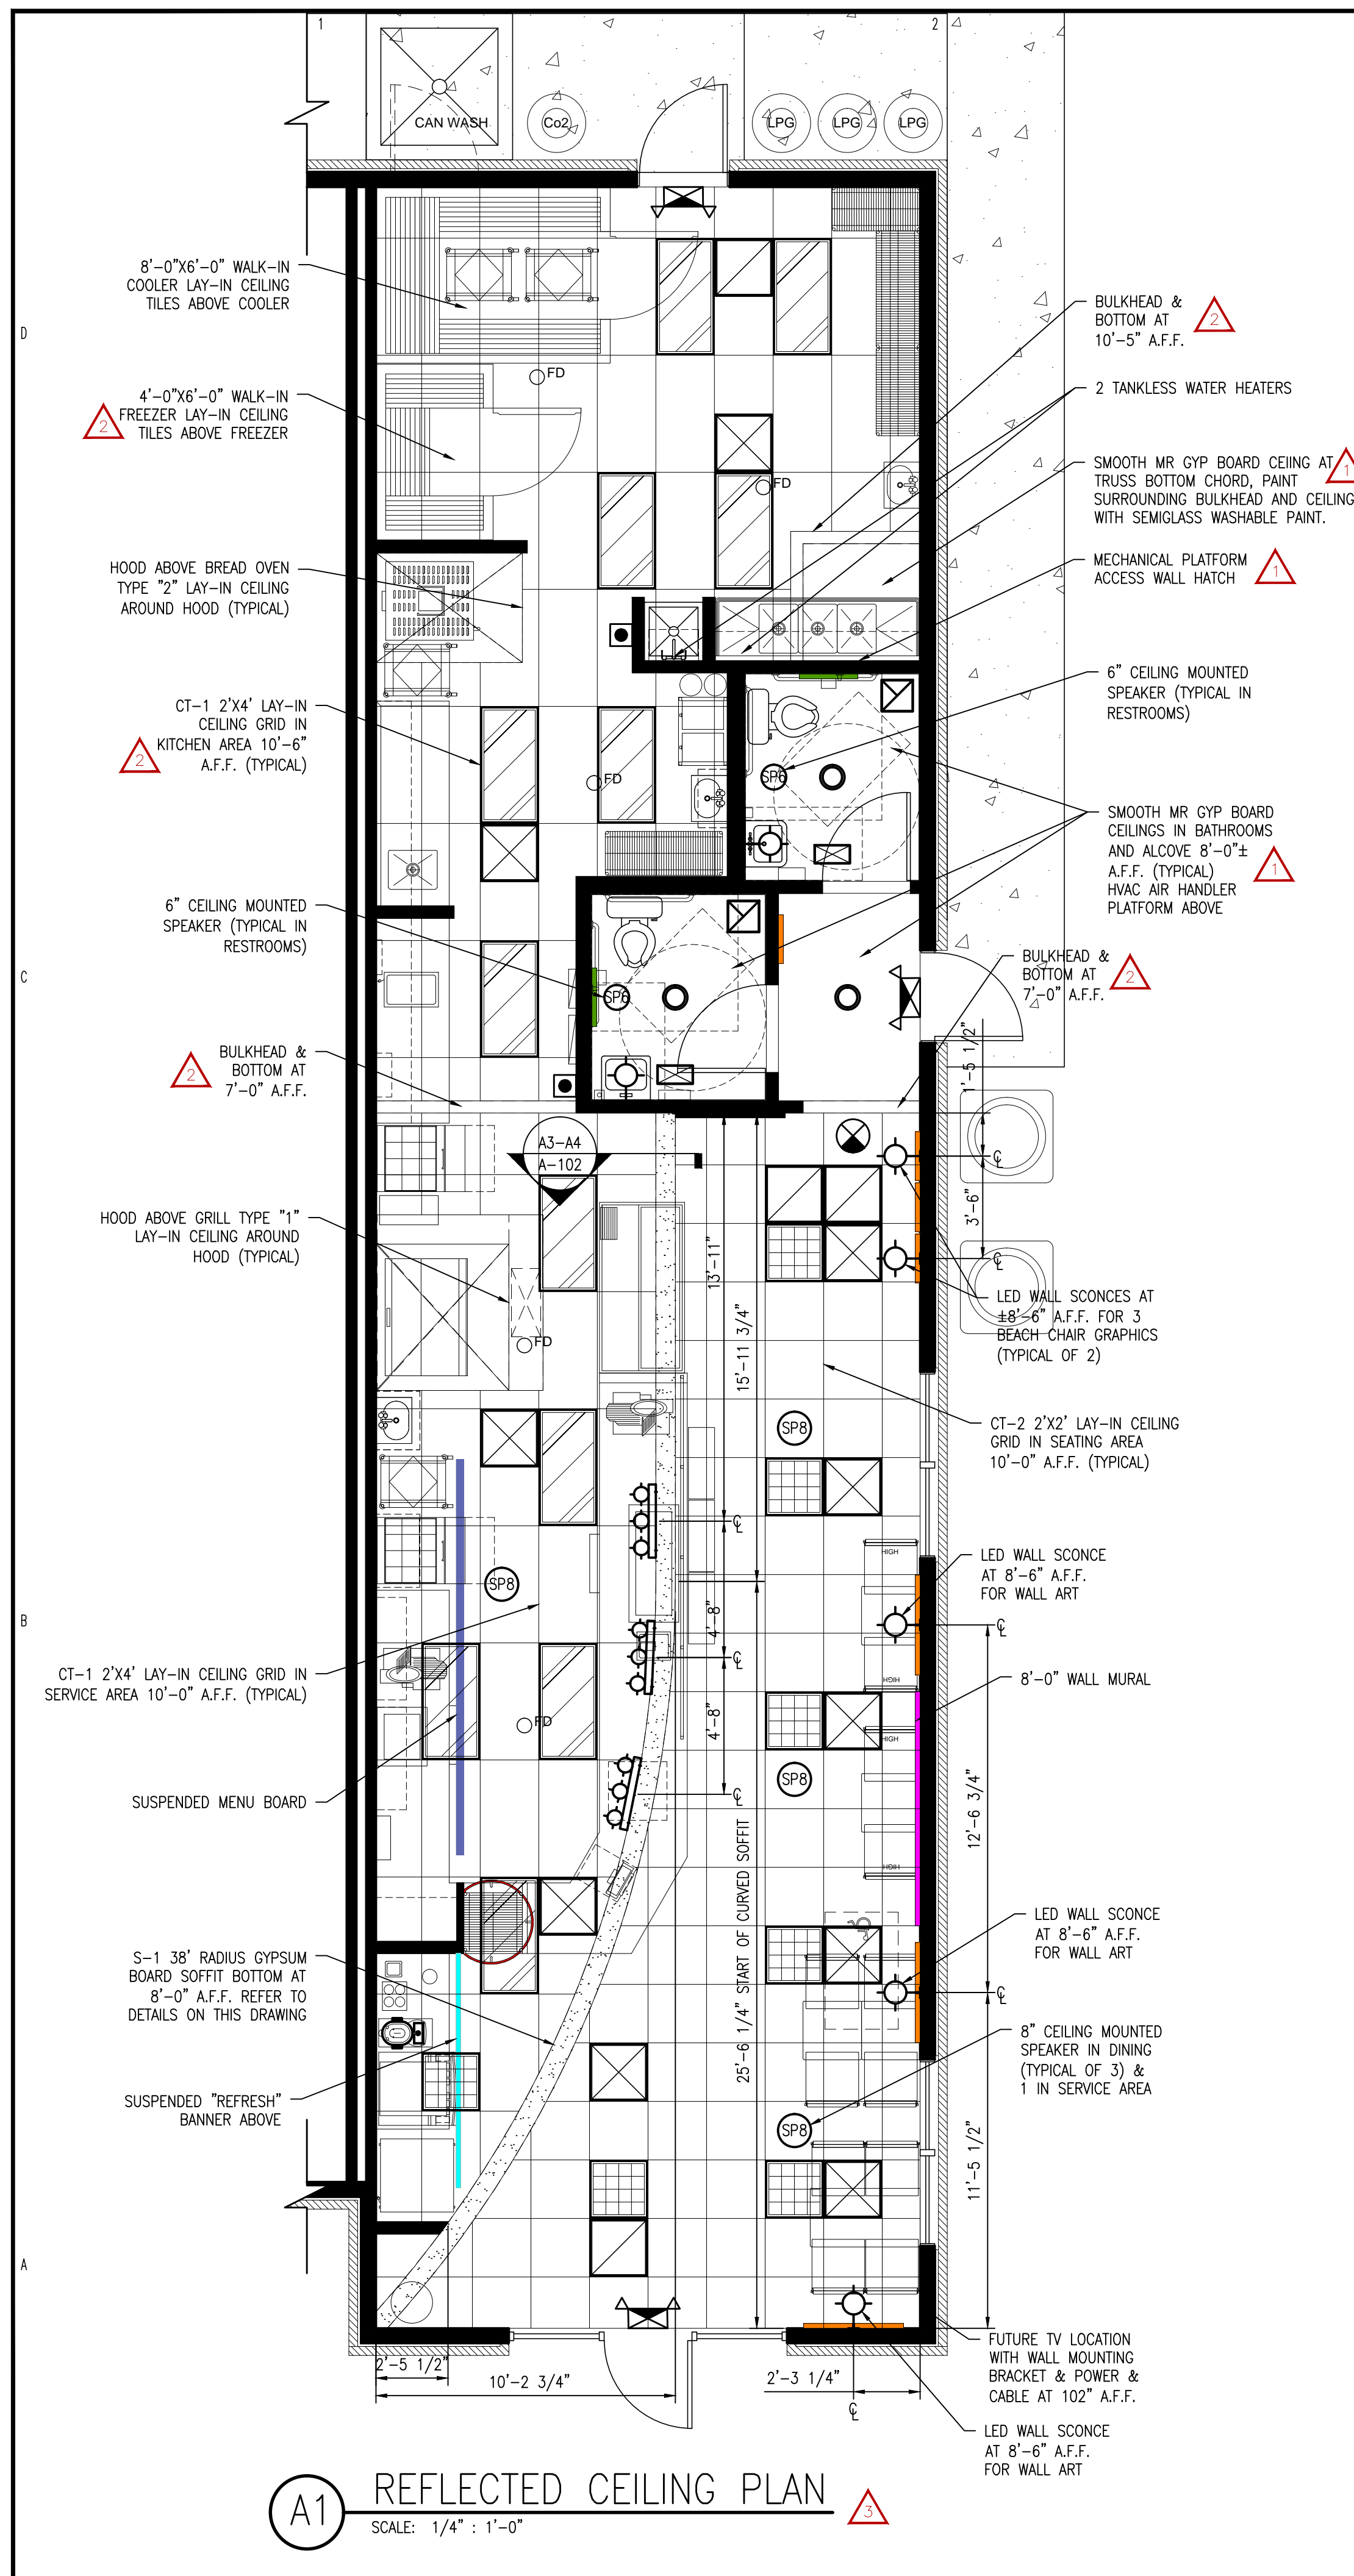 1
2
CAN WASH
Co2
LPG
LPG
LPG
D
C
B
A
8'-0"X6'-0" WALK-IN
COOLER LAY-IN CEILING
TILES ABOVE COOLER
4'-0"X6'-0" WALK-IN
FREEZER LAY-IN CEILING
TILES ABOVE FREEZER
2
HOOD ABOVE BREAD OVEN
TYPE "2" LAY-IN CEILING
AROUND HOOD (TYPICAL)
CT-1 2'X4' LAY-IN
CEILING GRID IN
KITCHEN AREA 10'-6"
A.F.F. (TYPICAL)
2
6" CEILING MOUNTED
SPEAKER (TYPICAL IN
RESTROOMS)
BULKHEAD &
BOTTOM AT
7'-0" A.F.F.
2
HOOD ABOVE GRILL TYPE "1"
LAY-IN CEILING AROUND
HOOD (TYPICAL)
CT-1 2'X4' LAY-IN CEILING GRID IN
SERVICE AREA 10'-0" A.F.F. (TYPICAL)
SUSPENDED MENU BOARD
S-1 38' RADIUS GYPSUM
BOARD SOFFIT BOTTOM AT
8'-0" A.F.F. REFER TO
DETAILS ON THIS DRAWING
SUSPENDED "REFRESH"
BANNER ABOVE
FD
FD
FD
FD
FD
SP6
SP6
SP8
SP8
SP8
SP8
A3-A4
A-102
HIGH
HIGH
HIGH
HIGH
13'-11"
15'-11 3/4"
4'-8"
4'-8"
25'-6 1/4" START OF CURVED SOFFIT
1'-5 1/2"
3'-6"
12'-6 3/4"
11'-5 1/2"
2'-5 1/2"
10'-2 3/4"
2'-3 1/4"
BULKHEAD &
BOTTOM AT
10'-5" A.F.F.
2
2 TANKLESS WATER HEATERS
SMOOTH MR GYP BOARD CEIING AT
TRUSS BOTTOM CHORD, PAINT
SURROUNDING BULKHEAD AND CEILING
WITH SEMIGLASS WASHABLE PAINT.
1
MECHANICAL PLATFORM
ACCESS WALL HATCH
1
6" CEILING MOUNTED
SPEAKER (TYPICAL IN
RESTROOMS)
SMOOTH MR GYP BOARD
CEILINGS IN BATHROOMS
AND ALCOVE 8'-0"±
A.F.F. (TYPICAL)
HVAC AIR HANDLER
PLATFORM ABOVE
1
BULKHEAD &
BOTTOM AT
7'-0" A.F.F.
2
LED WALL SCONCES AT
±8'-6" A.F.F. FOR 3
BEACH CHAIR GRAPHICS
(TYPICAL OF 2)
CT-2 2'X2' LAY-IN CEILING
GRID IN SEATING AREA
10'-0" A.F.F. (TYPICAL)
LED WALL SCONCE
AT 8'-6" A.F.F.
FOR WALL ART
8'-0" WALL MURAL
LED WALL SCONCE
AT 8'-6" A.F.F.
FOR WALL ART
8" CEILING MOUNTED
SPEAKER IN DINING
(TYPICAL OF 3) &
1 IN SERVICE AREA
FUTURE TV LOCATION
WITH WALL MOUNTING
BRACKET & POWER &
CABLE AT 102" A.F.F.
LED WALL SCONCE
AT 8'-6" A.F.F.
FOR WALL ART
A1
REFLECTED CEILING PLAN
3
SCALE: 1/4" : 1'-0"